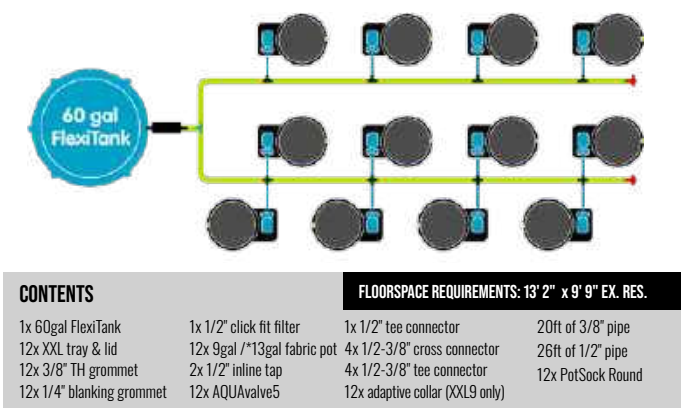 60 gal
FlexiTank
CONTENTS
FLOORSPACE REQUIREMENTS: 13' 2" x 9' 9" EX. RES.
1x 60gal FlexiTank
12x XXL tray & lid
12x 3/8" TH grommet
12x 1/4" blanking grommet
1x 1/2" click fit filter
12x 9gal /*13gal fabric pot
2x 1/2" inline tap
12x AQUAvalve5
1x 1/2" tee connector
4x 1/2-3/8" cross connector
4x 1/2-3/8" tee connector
12x adaptive collar (XXL9 only)
20ft of 3/8" pipe
26ft of 1/2" pipe
12x PotSock Round